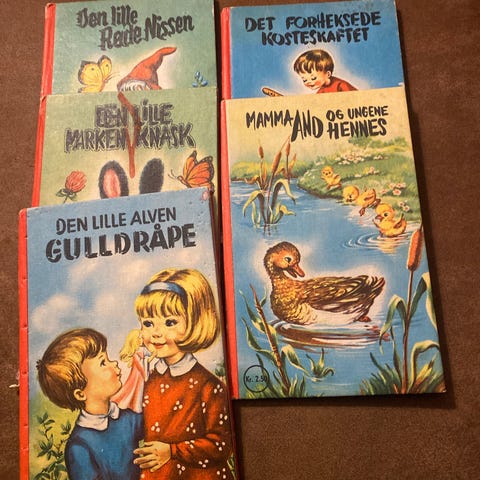 Den lille
Røde Nissen
DET FORHEKSEDE
KOSTESKAFTET
DEN LILLE
MARKEN KNASK
MAMMA AND OG UNGENE
HENNES
DEN LILLE ALVEN
GULLDRÅPE
Kr. 2.50